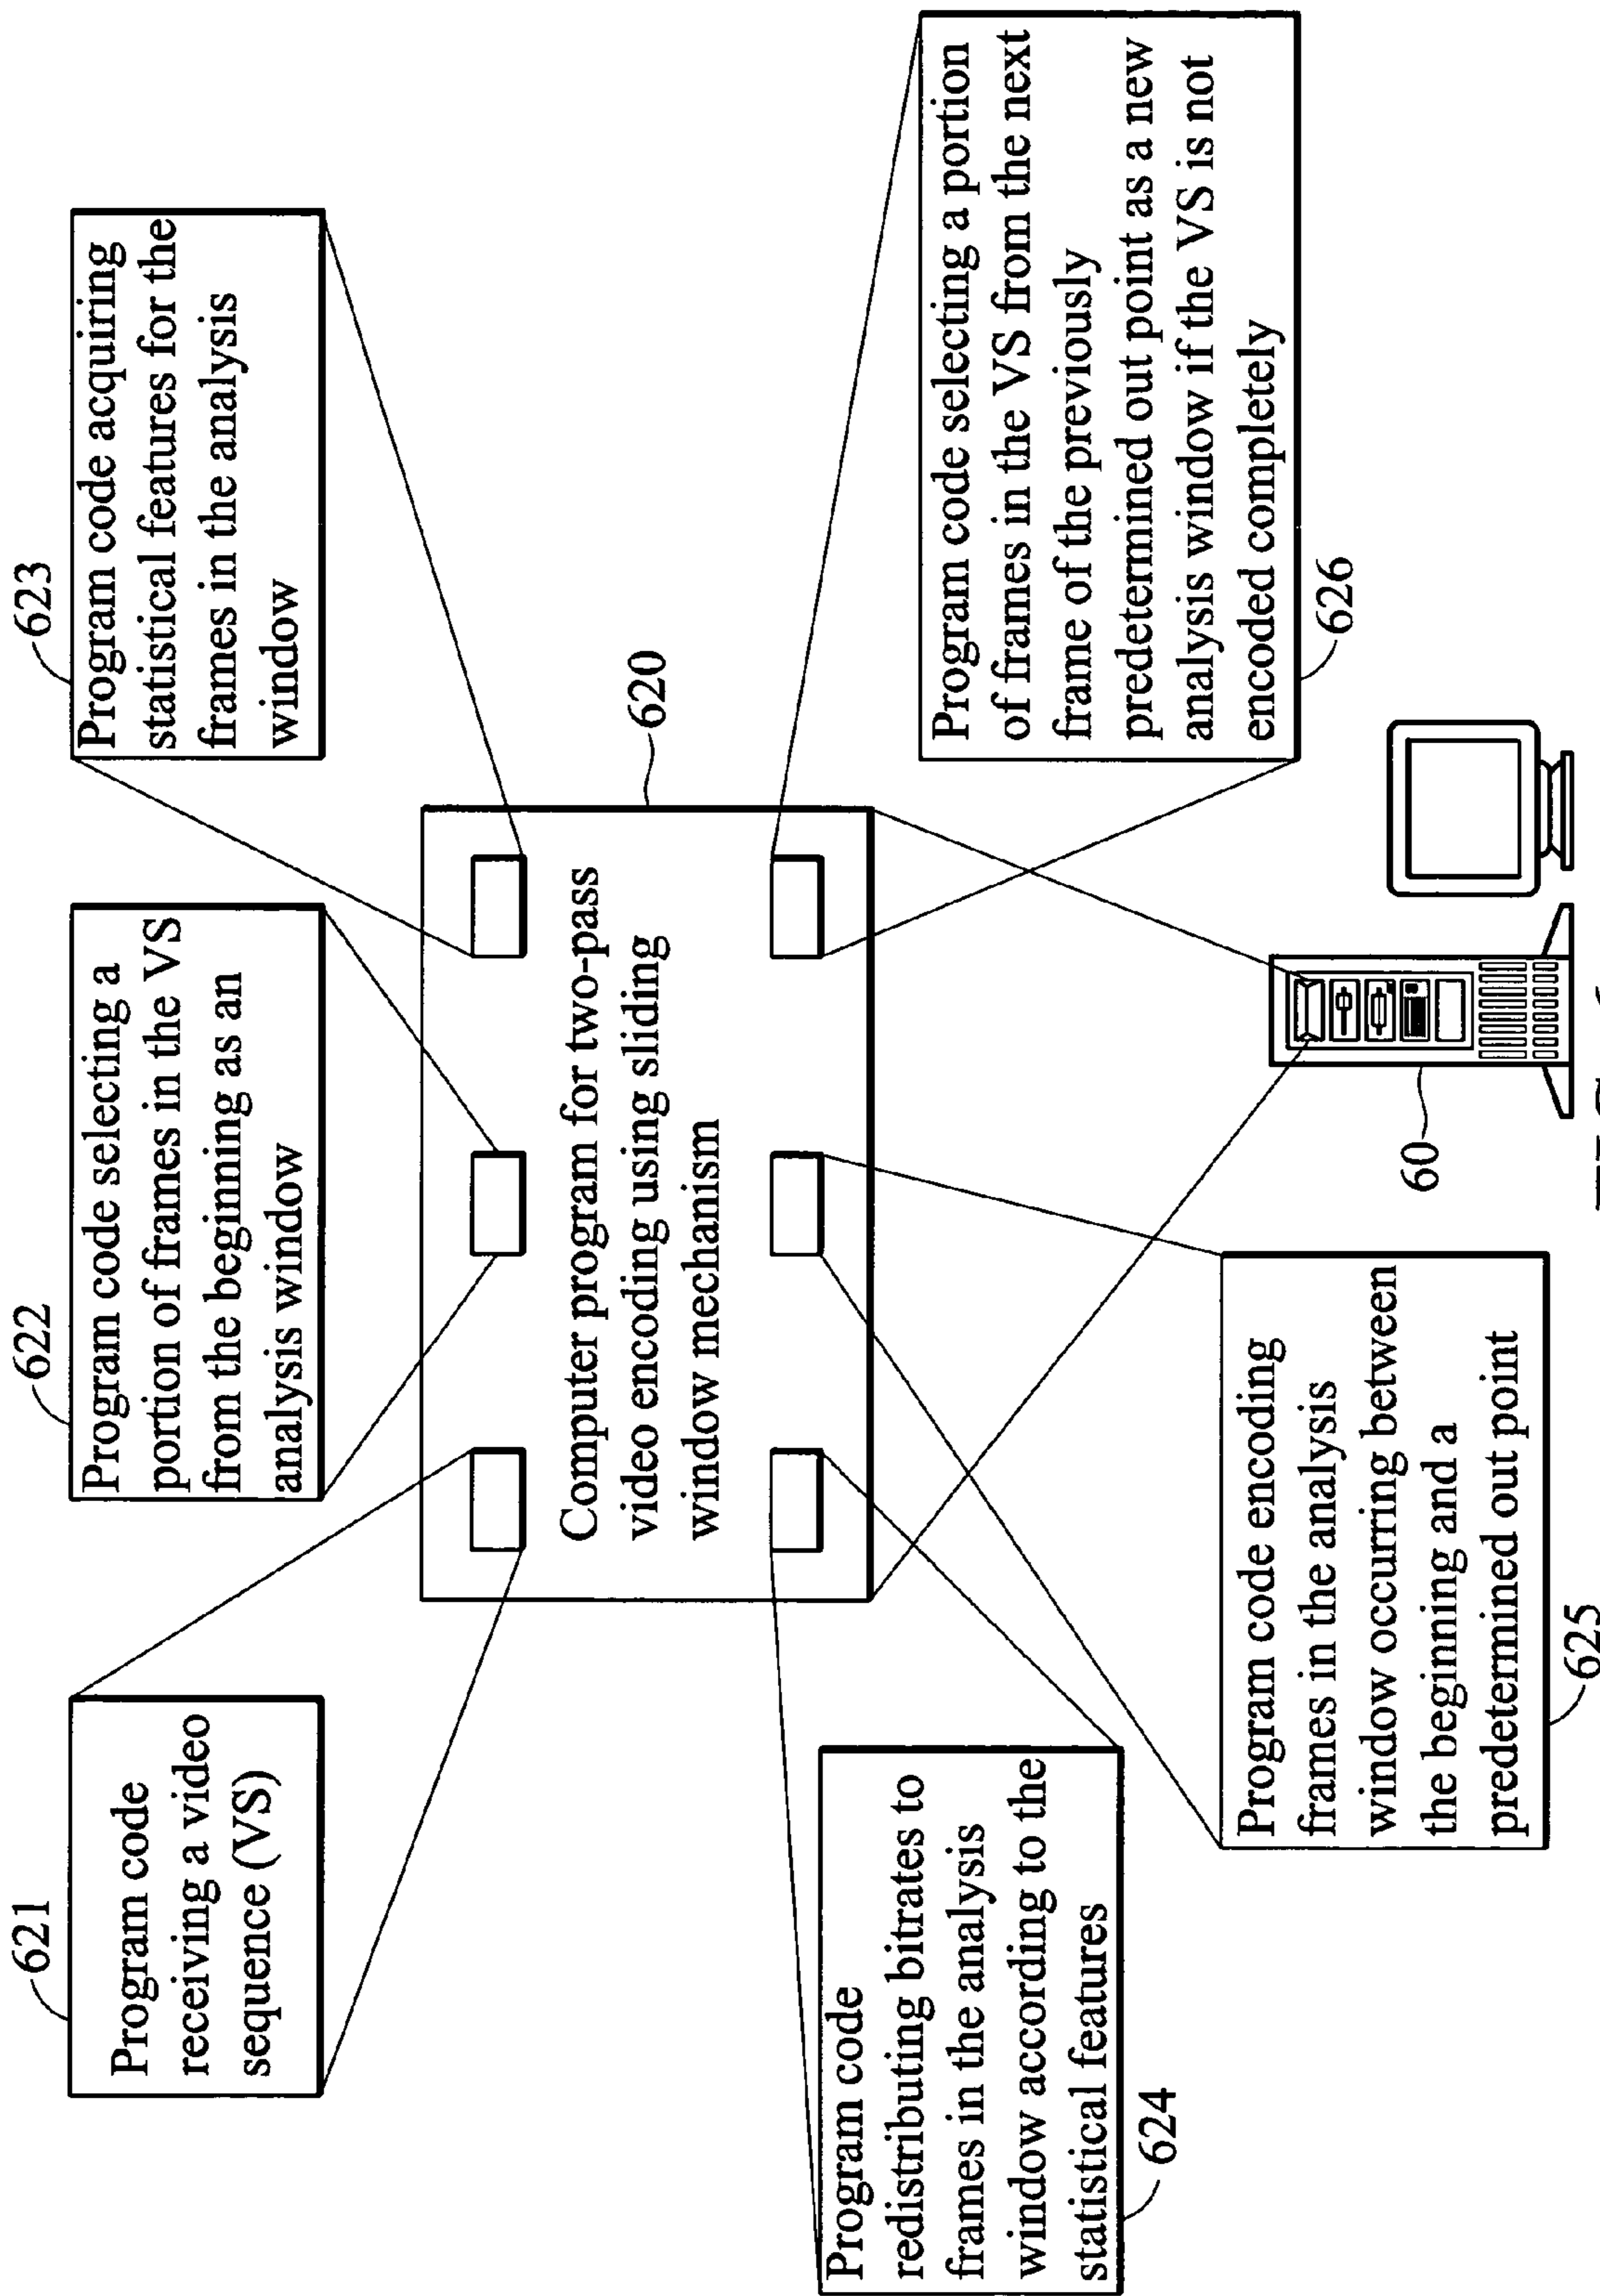 621
Program code
receiving a video
sequence (VS)
622
Program code selecting a
portion of frames in the VS
from the beginning as an
analysis window
623
Program code acquiring
statistical features for the
frames in the analysis
window
620
Computer program for two-pass
video encoding using sliding
window mechanism
Program code
redistributing bitrates to
frames in the analysis
window according to the
statistical features
624
Program code encoding
frames in the analysis
window occurring between
the beginning and a
predetermined out point
625
Program code selecting a portion
of frames in the VS from the next
frame of the previously
predetermined out point as a new
analysis window if the VS is not
encoded completely
626
60